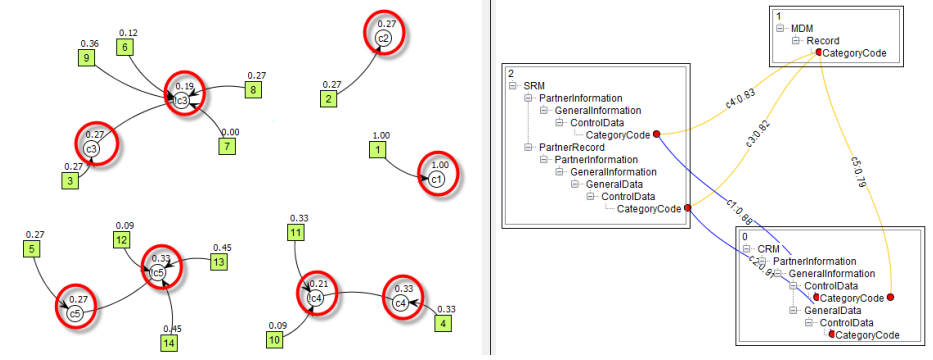 0.27
c2
0.12
6
0.36
9
0.27
8
0.19
!c3
0.27
2
0.00
7
0.27
c3
0.27
3
1.00
1
1.00
c1
0.27
5
0.09
12
0.33
!c5
0.45
13
0.27
c5
0.45
14
0.33
11
0.21
!c4
0.33
c4
0.33
4
0.09
10
1
MDM
Record
CategoryCode
2
SRM
PartnerInformation
GeneralInformation
ControlData
CategoryCode
PartnerRecord
PartnerInformation
GeneralInformation
GeneralData
ControlData
CategoryCode
c4:0.83
c3:0.82
c5:0.79
c1:0.88
0
CRM
PartnerInformation
GeneralInformation
ControlData
CategoryCode
GeneralData
ControlData
CategoryCode